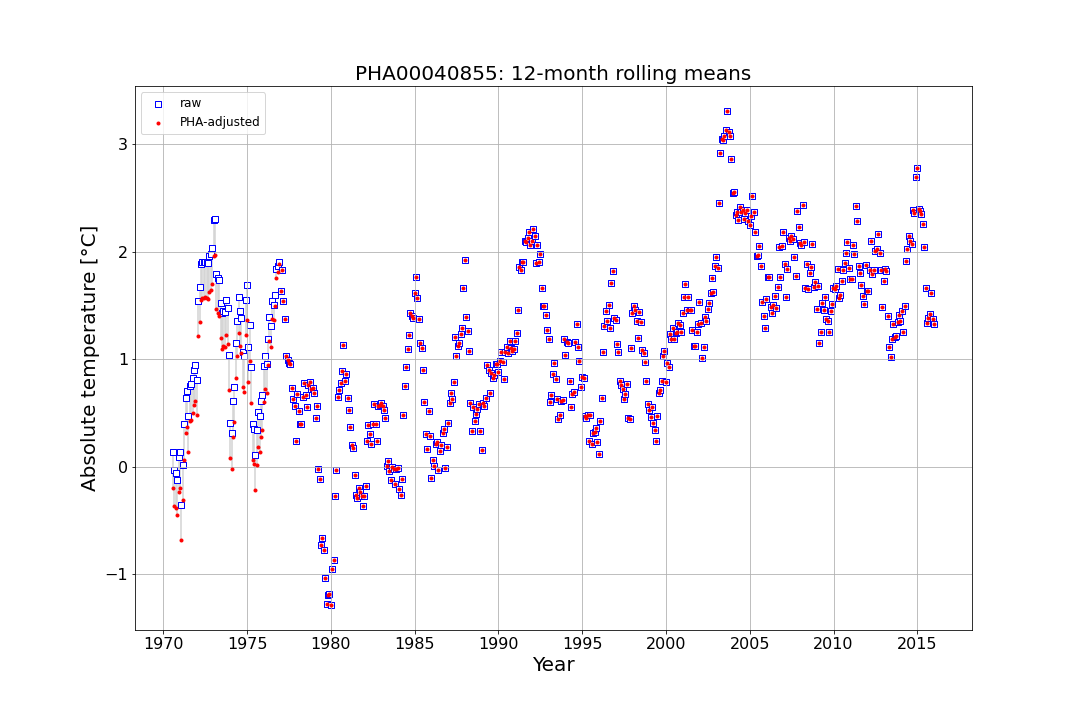 PHA00040855: 12-month rolling means
raw
PHA-adjusted
3
2
1
0
−1
Absolute temperature [°C]
1970 1975 1980 1985 1990 1995 2000 2005 2010 2015
Year